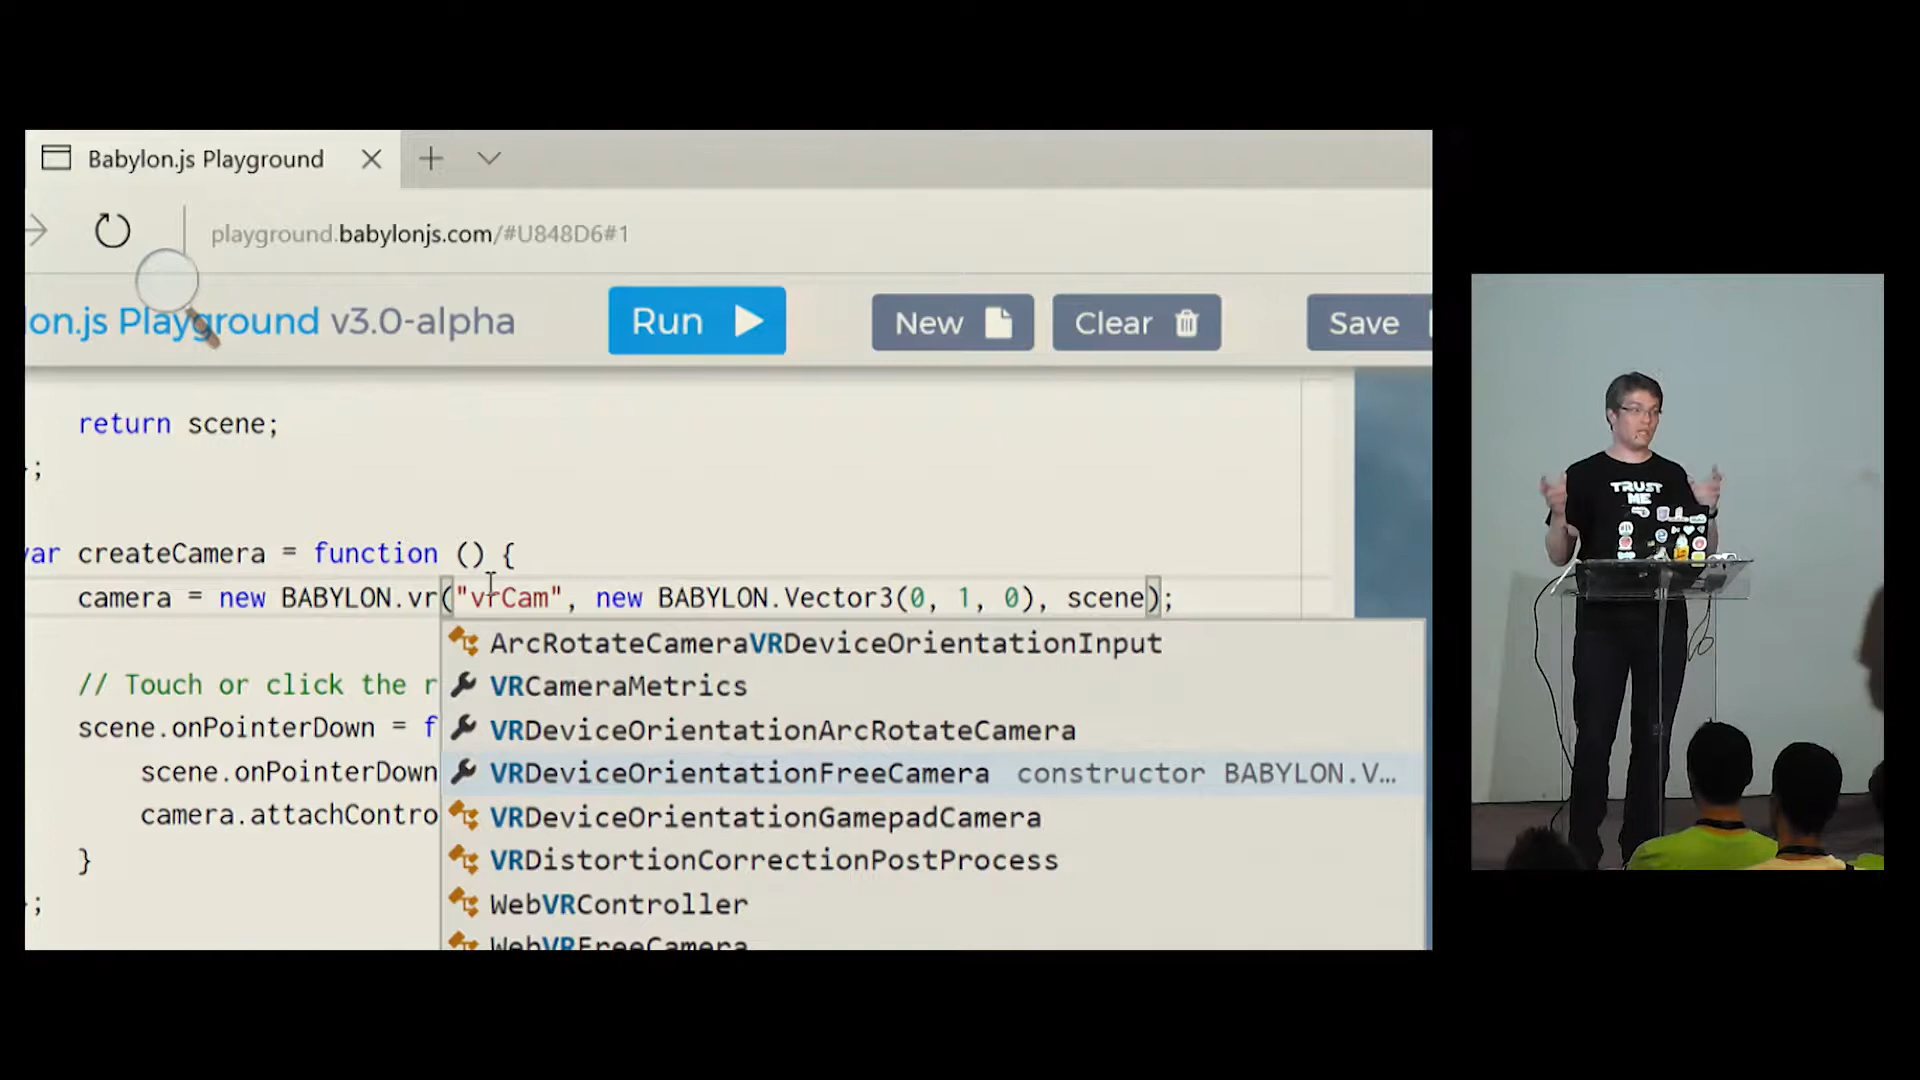 Babylon.js Playground
playground.babylonjs.com/#U848D6#1
on.js Playground v3.0-alpha
Run
New
Clear
Save
return scene;
;
var createCamera = function () {
camera = new BABYLON.vr("vrCam", new BABYLON.Vector3(0, 1, 0), scene);
ArcRotateCameraVRDeviceOrientationInput
VRCameraMetrics
// Touch or click the r
VRDeviceOrientationArcRotateCamera
scene.onPointerDown = f
VRDeviceOrientationFreeCamera constructor BABYLON.V...
scene.onPointerDown
VRDeviceOrientationGamepadCamera
camera.attachContro
VRDistortionCorrectionPostProcess
}
WebVRController
;
WebVRFreeCamera
TRUST
ME